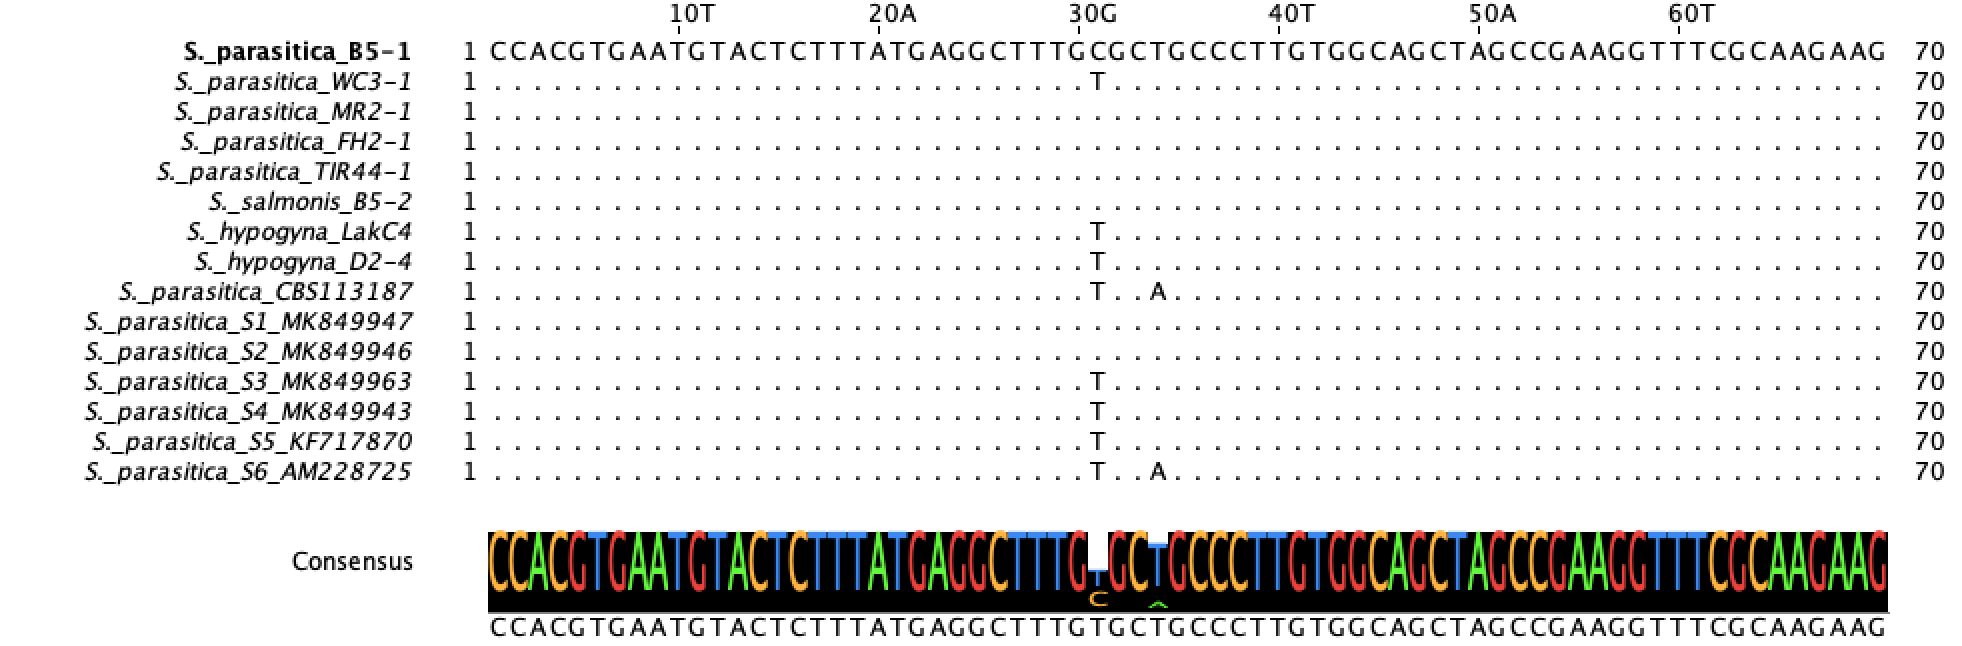 10T 20A 30G 40T 50A 60T
S._parasitica_B5-1 1 CCACGTGAATGTACTCTTTATGAGGCTTTGCGCTGCCCTTGTGGCAGCTAGCCGAAGGTTTCGCAAGAAG 70
S._parasitica_WC3-1 1 ..............................T....................................... 70
S._parasitica_MR2-1 1 ...................................................................... 70
S._parasitica_FH2-1 1 ...................................................................... 70
S._parasitica_TIR44-1 1 ...................................................................... 70
S._salmonis_B5-2 1 ...................................................................... 70
S._hypogyna_LakC4 1 ..............................T....................................... 70
S._hypogyna_D2-4 1 ..............................T....................................... 70
S._parasitica_CBS113187 1 ..............................T..A.................................... 70
S._parasitica_S1_MK849947 1 ...................................................................... 70
S._parasitica_S2_MK849946 1 ...................................................................... 70
S._parasitica_S3_MK849963 1 ..............................T....................................... 70
S._parasitica_S4_MK849943 1 ..............................T....................................... 70
S._parasitica_S5_KF717870 1 ..............................T....................................... 70
S._parasitica_S6_AM228725 1 ..............................T..A.................................... 70
Consensus CCACGTGAATGTACTCTTTATGAGGCTTTGTGCTGCCCTTGTGGCAGCTAGCCGAAGGTTTCGCAAGAAG
C A
CCACGTGAATGTACTCTTTATGAGGCTTTGTGCTGCCCTTGTGGCAGCTAGCCGAAGGTTTCGCAAGAAG